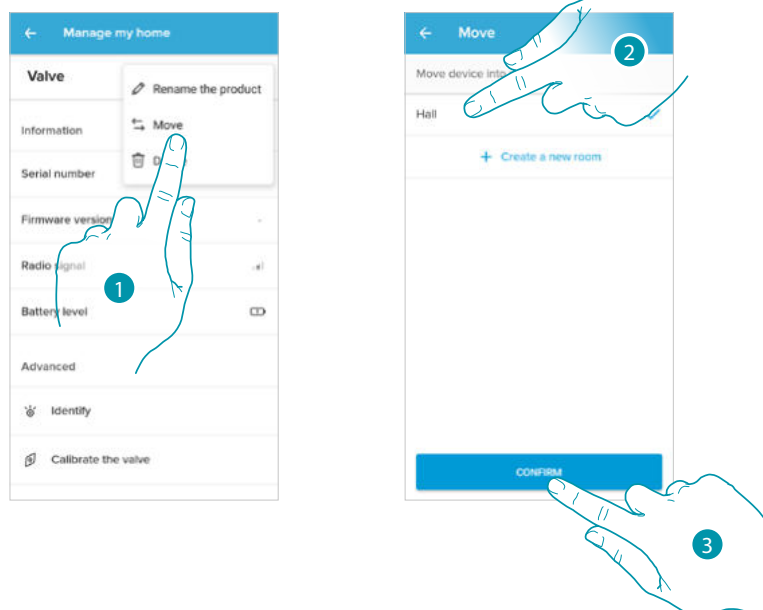 Manage my home
Valve
Rename the product
Move
Information
Serial number
Firmware version
Radio signal
1
Battery level
Advanced
Identify
Calibrate the valve
Move
2
Move device into
Hall
+ Create a new room
CONFIRM
3